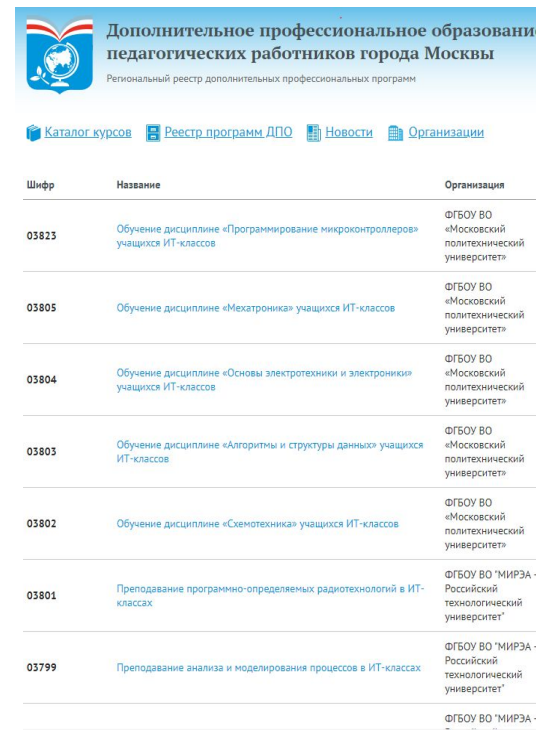 Дополнительное профессиональное образование
педагогических работников города Москвы
Региональный реестр дополнительных профессиональных программ
Каталог курсов Реестр программ ДПО Новости Организации
Шифр Название Организация
ФГБОУ ВО
03823 Обучение дисциплине «Программирование микроконтроллеров» «Московский
учащихся ИТ-классов политехнический
университет»
ФГБОУ ВО
03805 Обучение дисциплине «Мехатроника» учащихся ИТ-классов «Московский
политехнический
университет»
ФГБОУ ВО
03804 Обучение дисциплине «Основы электротехники и электроники» «Московский
учащихся ИТ-классов политехнический
университет»
ФГБОУ ВО
03803 Обучение дисциплине «Алгоритмы и структуры данных» учащихся «Московский
ИТ-классов политехнический
университет»
ФГБОУ ВО
03802 Обучение дисциплине «Схемотехника» учащихся ИТ-классов «Московский
политехнический
университет»
ФГБОУ ВО "МИРЭА -
03801 Преподавание программно-определяемых радиотехнологий в ИТ- Российский
классах технологический
университет"
ФГБОУ ВО "МИРЭА -
03799 Преподавание анализа и моделирования процессов в ИТ-классах Российский
технологический
университет"
ФГБОУ ВО "МИРЭА -